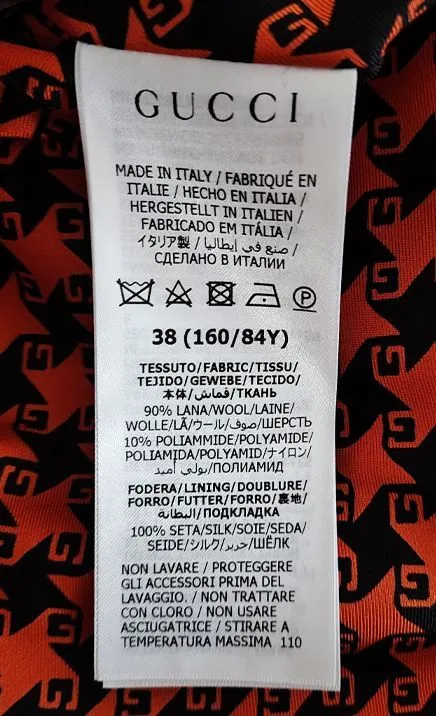 GUCCI
MADE IN ITALY / FABRIQUÉ EN
ITALIE / HECHO EN ITALIA /
HERGESTELLT IN ITALIEN /
FABRICADO EM ITÁLIA /
イタリア製 / صنع في إيطاليا /
СДЕЛАНО В ИТАЛИИ
P
38 (160/84Y)
TESSUTO/FABRIC/TISSU/
TEJIDO/GEWEBE/TECIDO/
本体/قماش/ТКАНЬ
90% LANA/WOOL/LAINE/
WOLLE/LÃ/ウール/صوف/ШЕРСТЬ
10% POLIAMMIDE/POLYAMIDE/
POLIAMIDA/POLYAMID/ナイロン/
بولي أميد/ПОЛИАМИД
FODERA/LINING/DOUBLURE/
FORRO/FUTTER/FORRO/裏地/
البطانة/ПОДКЛАДКА
100% SETA/SILK/SOIE/SEDA/
SEIDE/シルク/حرير/ШЁЛК
NON LAVARE / PROTEGGERE
GLI ACCESSORI PRIMA DEL
LAVAGGIO. / NON TRATTARE
CON CLORO / NON USARE
ASCIUGATRICE / STIRARE A
TEMPERATURA MASSIMA 110